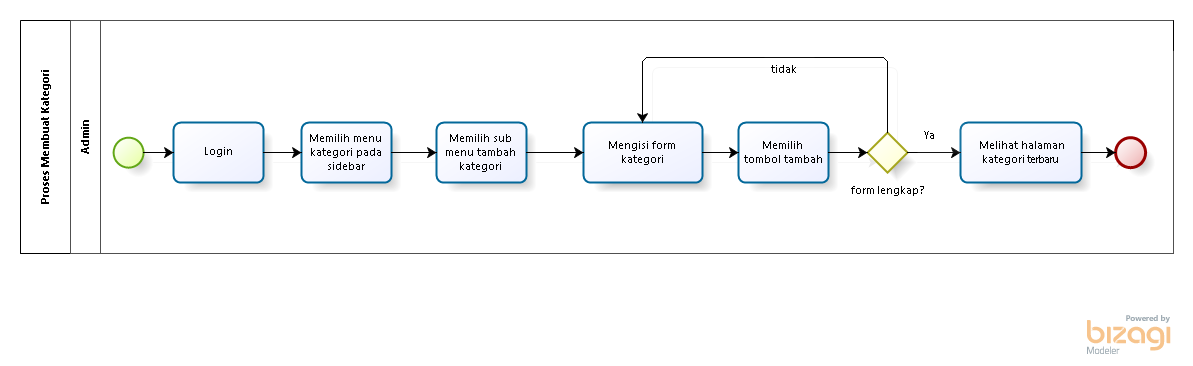 Proses Membuat Kategori
Admin
Login
Memilih menu
kategori pada
sidebar
Memilih sub
menu tambah
kategori
Mengisi form
kategori
Memilih
tombol tambah
tidak
form lengkap?
Ya
Melihat halaman
kategori terbaru
Powered by
bizagi
Modeler